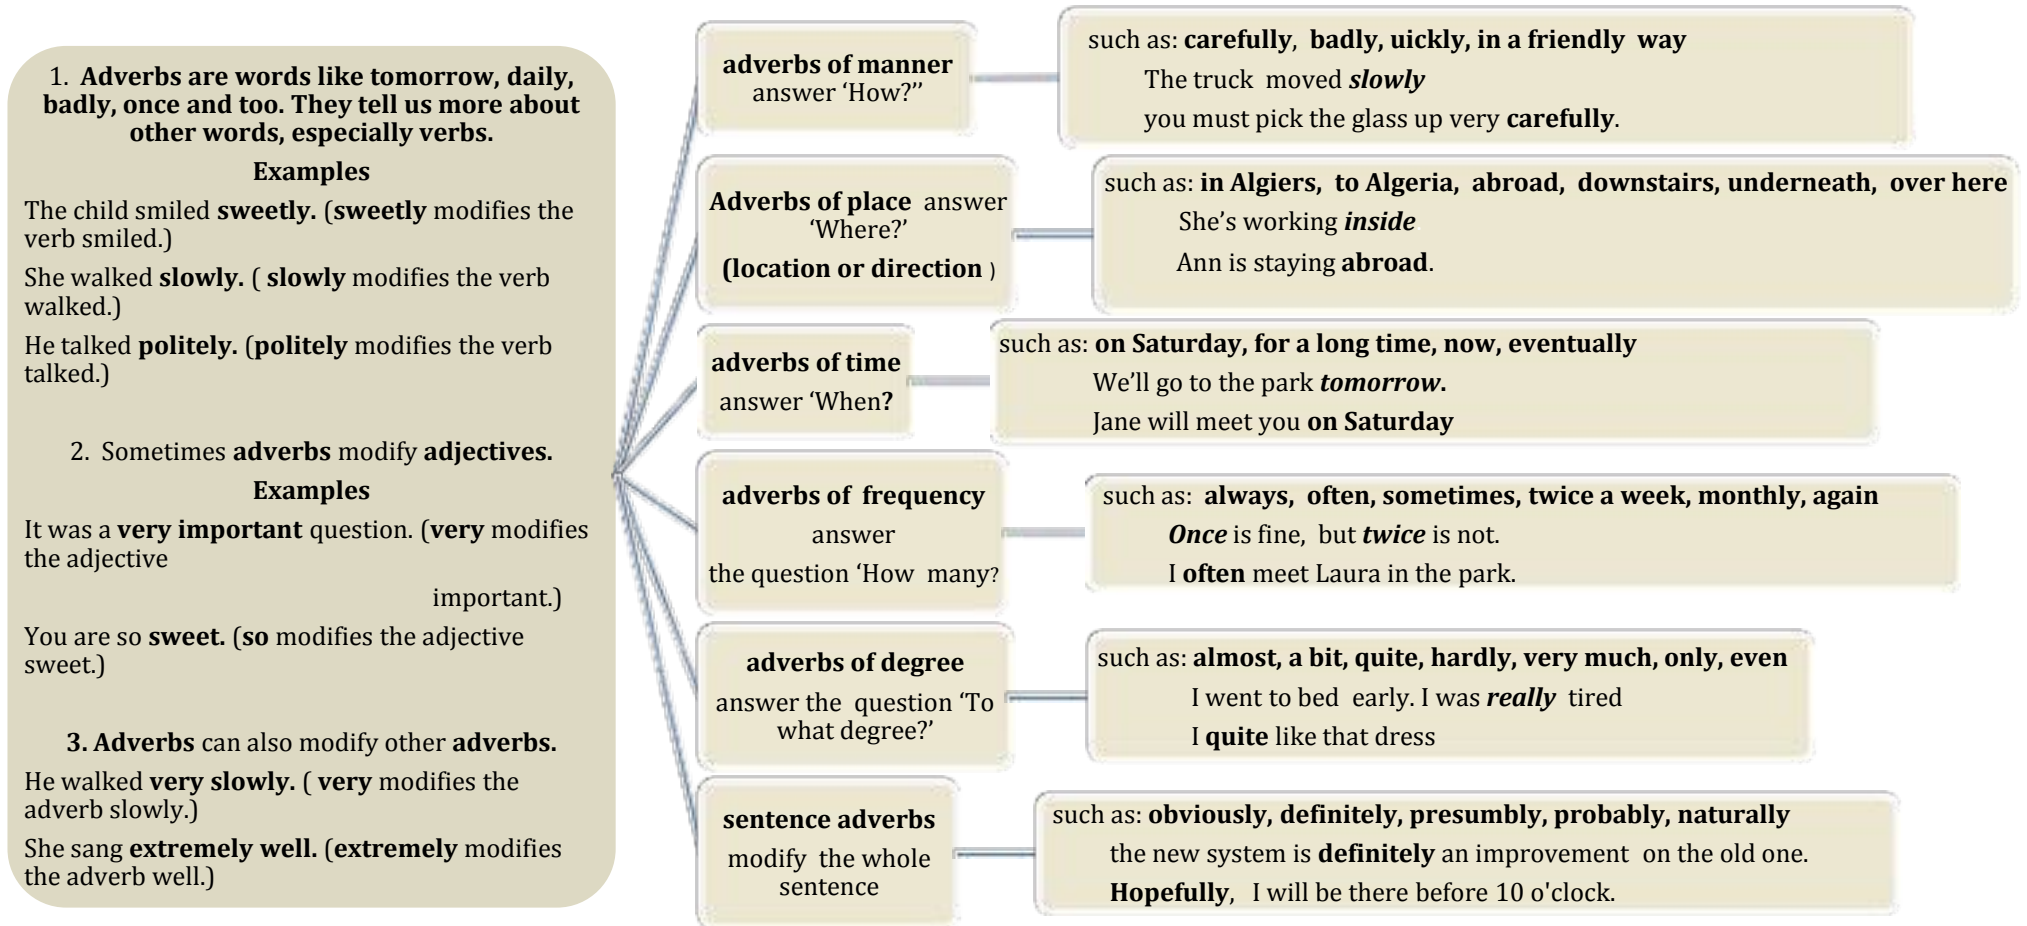 1. Adverbs are words like tomorrow, daily,
badly, once and too. They tell us more about
other words, especially verbs.
Examples
The child smiled sweetly. (sweetly modifies the
verb smiled.)
She walked slowly. ( slowly modifies the verb
walked.)
He talked politely. (politely modifies the verb
talked.)
2. Sometimes adverbs modify adjectives.
Examples
It was a very important question. (very modifies
the adjective
important.)
You are so sweet. (so modifies the adjective
sweet.)
3. Adverbs can also modify other adverbs.
He walked very slowly. ( very modifies the
adverb slowly.)
She sang extremely well. (extremely modifies
the adverb well.)
adverbs of manner
answer ‘How?’’
such as: carefully, badly, uickly, in a friendly way
The truck moved slowly
you must pick the glass up very carefully.
Adverbs of place answer
‘Where?’
(location or direction )
such as: in Algiers, to Algeria, abroad, downstairs, underneath, over here
She’s working inside
Ann is staying abroad.
adverbs of time
answer ‘When?
such as: on Saturday, for a long time, now, eventually
We’ll go to the park tomorrow.
Jane will meet you on Saturday
adverbs of frequency
answer
the question ‘How many?
such as: always, often, sometimes, twice a week, monthly, again
Once is fine, but twice is not.
I often meet Laura in the park.
adverbs of degree
answer the question ‘To
what degree?’
such as: almost, a bit, quite, hardly, very much, only, even
I went to bed early. I was really tired
I quite like that dress
sentence adverbs
modify the whole
sentence
such as: obviously, definitely, presumbly, probably, naturally
the new system is definitely an improvement on the old one.
Hopefully, I will be there before 10 o'clock.